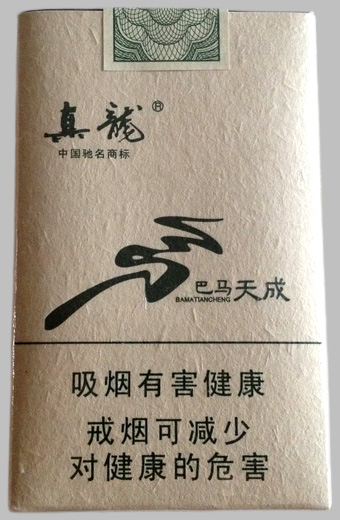 真龍®
中国驰名商标
巴马天成
BAMATIANCHENG
吸烟有害健康
戒烟可减少
对健康的危害